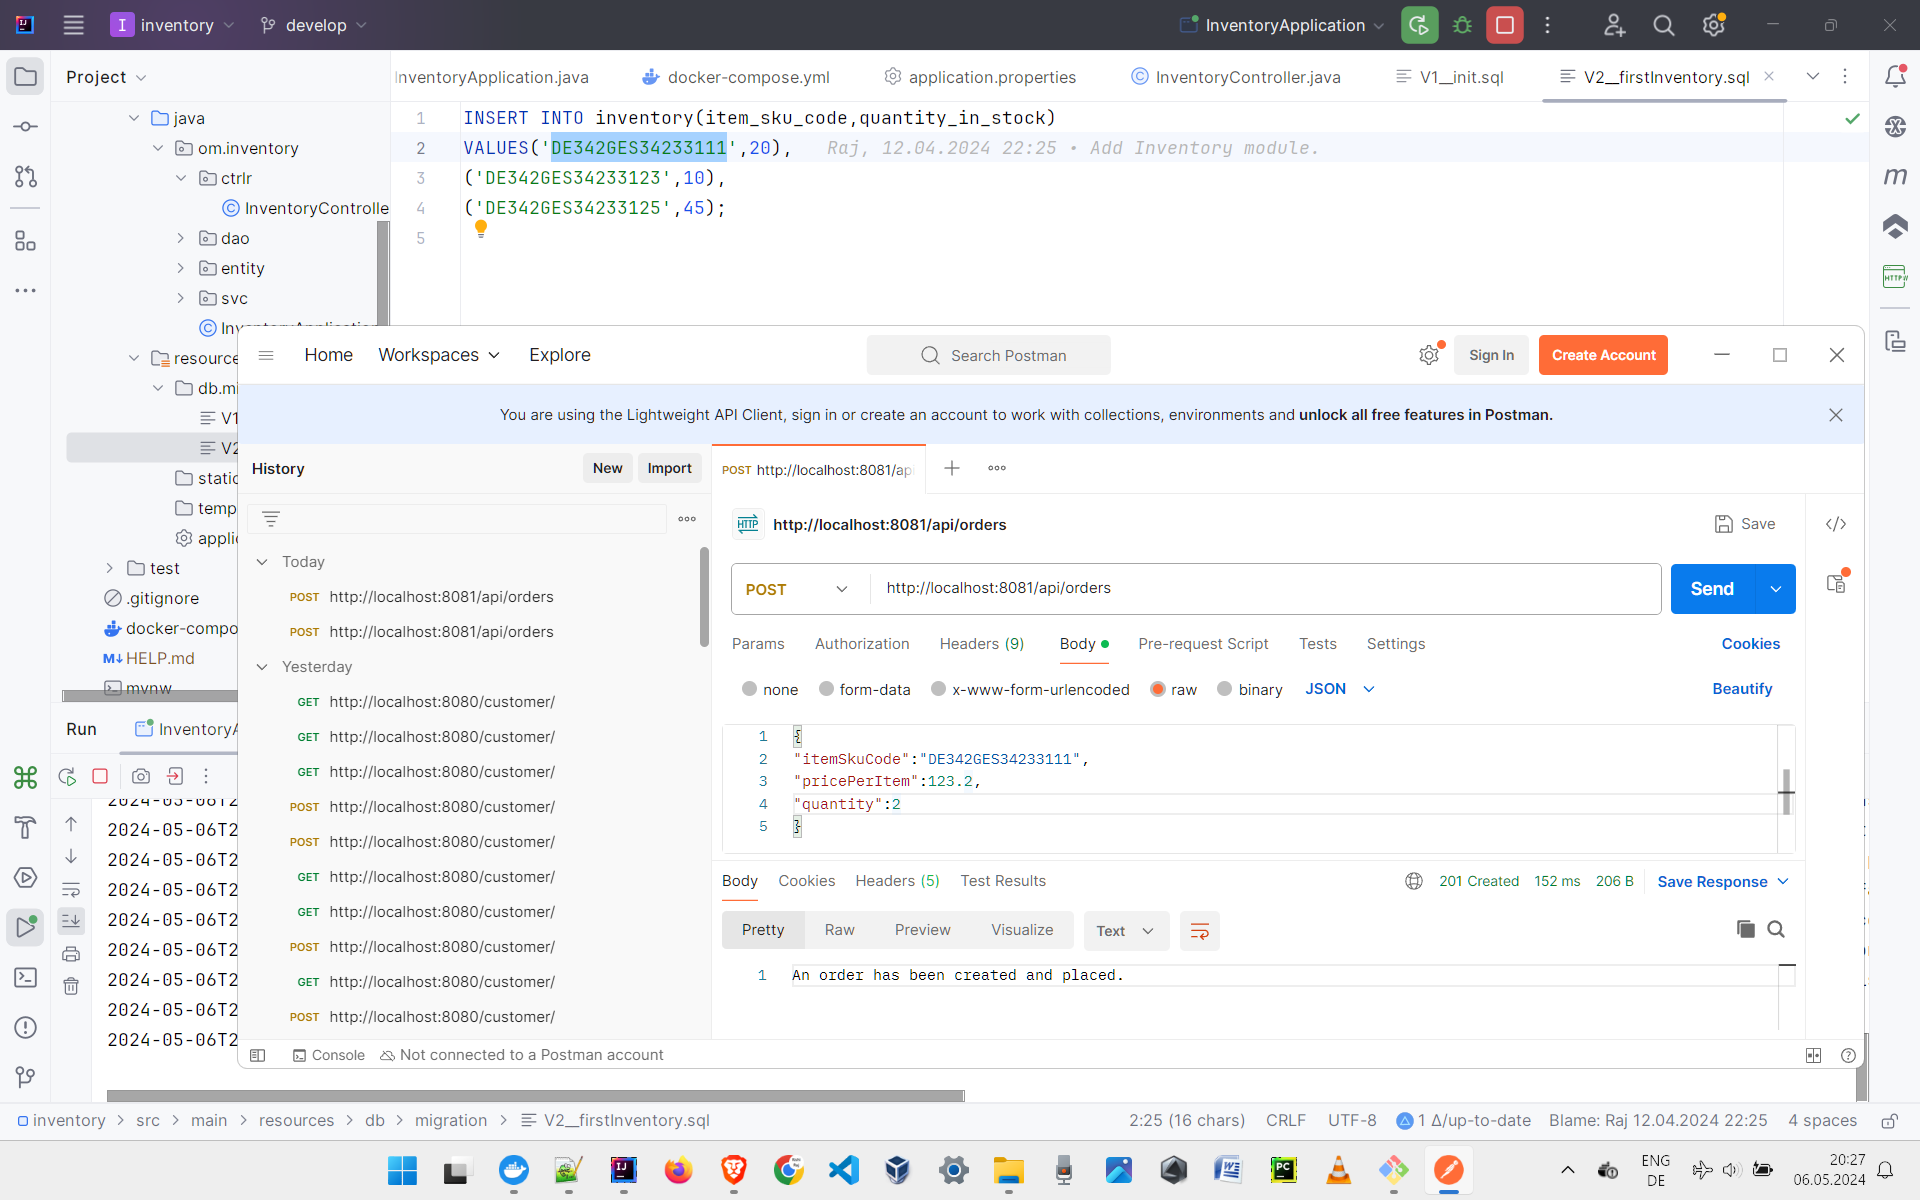 I inventory develop InventoryApplication
Project
InventoryApplication.java docker-compose.yml application.properties InventoryController.java V1__init.sql V2__firstInventory.sql
java
om.inventory
ctrlr
InventoryControlle
dao
entity
svc
InventoryApplication
resource
db.mi
V1
V2
static
temp
applic
test
.gitignore
docker-compo
M↓ HELP.md
mvnw
1 INSERT INTO inventory(item_sku_code,quantity_in_stock)
2 VALUES('DE342GES34233111',20), Raj, 12.04.2024 22:25 • Add Inventory module.
3 ('DE342GES34233123',10),
4 ('DE342GES34233125',45);
5
Home Workspaces Explore Search Postman Sign In Create Account
You are using the Lightweight API Client, sign in or create an account to work with collections, environments and unlock all free features in Postman.
History New Import
Today
POST http://localhost:8081/api/orders
POST http://localhost:8081/api/orders
Yesterday
GET http://localhost:8080/customer/
GET http://localhost:8080/customer/
GET http://localhost:8080/customer/
POST http://localhost:8080/customer/
POST http://localhost:8080/customer/
GET http://localhost:8080/customer/
GET http://localhost:8080/customer/
POST http://localhost:8080/customer/
GET http://localhost:8080/customer/
POST http://localhost:8080/customer/
POST http://localhost:8081/ap
HTTP http://localhost:8081/api/orders Save
POST http://localhost:8081/api/orders Send
Params Authorization Headers (9) Body Pre-request Script Tests Settings Cookies
none form-data x-www-form-urlencoded raw binary JSON Beautify
1 {
2 "itemSkuCode":"DE342GES34233111",
3 "pricePerItem":123.2,
4 "quantity":2
5 }
Body Cookies Headers (5) Test Results 201 Created 152 ms 206 B Save Response
Pretty Raw Preview Visualize Text
1 An order has been created and placed.
Console Not connected to a Postman account
Run InventoryA
2024-05-06T2
2024-05-06T2
2024-05-06T2
2024-05-06T2
2024-05-06T2
2024-05-06T2
2024-05-06T2
2024-05-06T2
2024-05-06T2
inventory > src > main > resources > db > migration > V2__firstInventory.sql
2:25 (16 chars) CRLF UTF-8 1 Δ/up-to-date Blame: Raj 12.04.2024 22:25 4 spaces
ENG
DE
20:27
06.05.2024